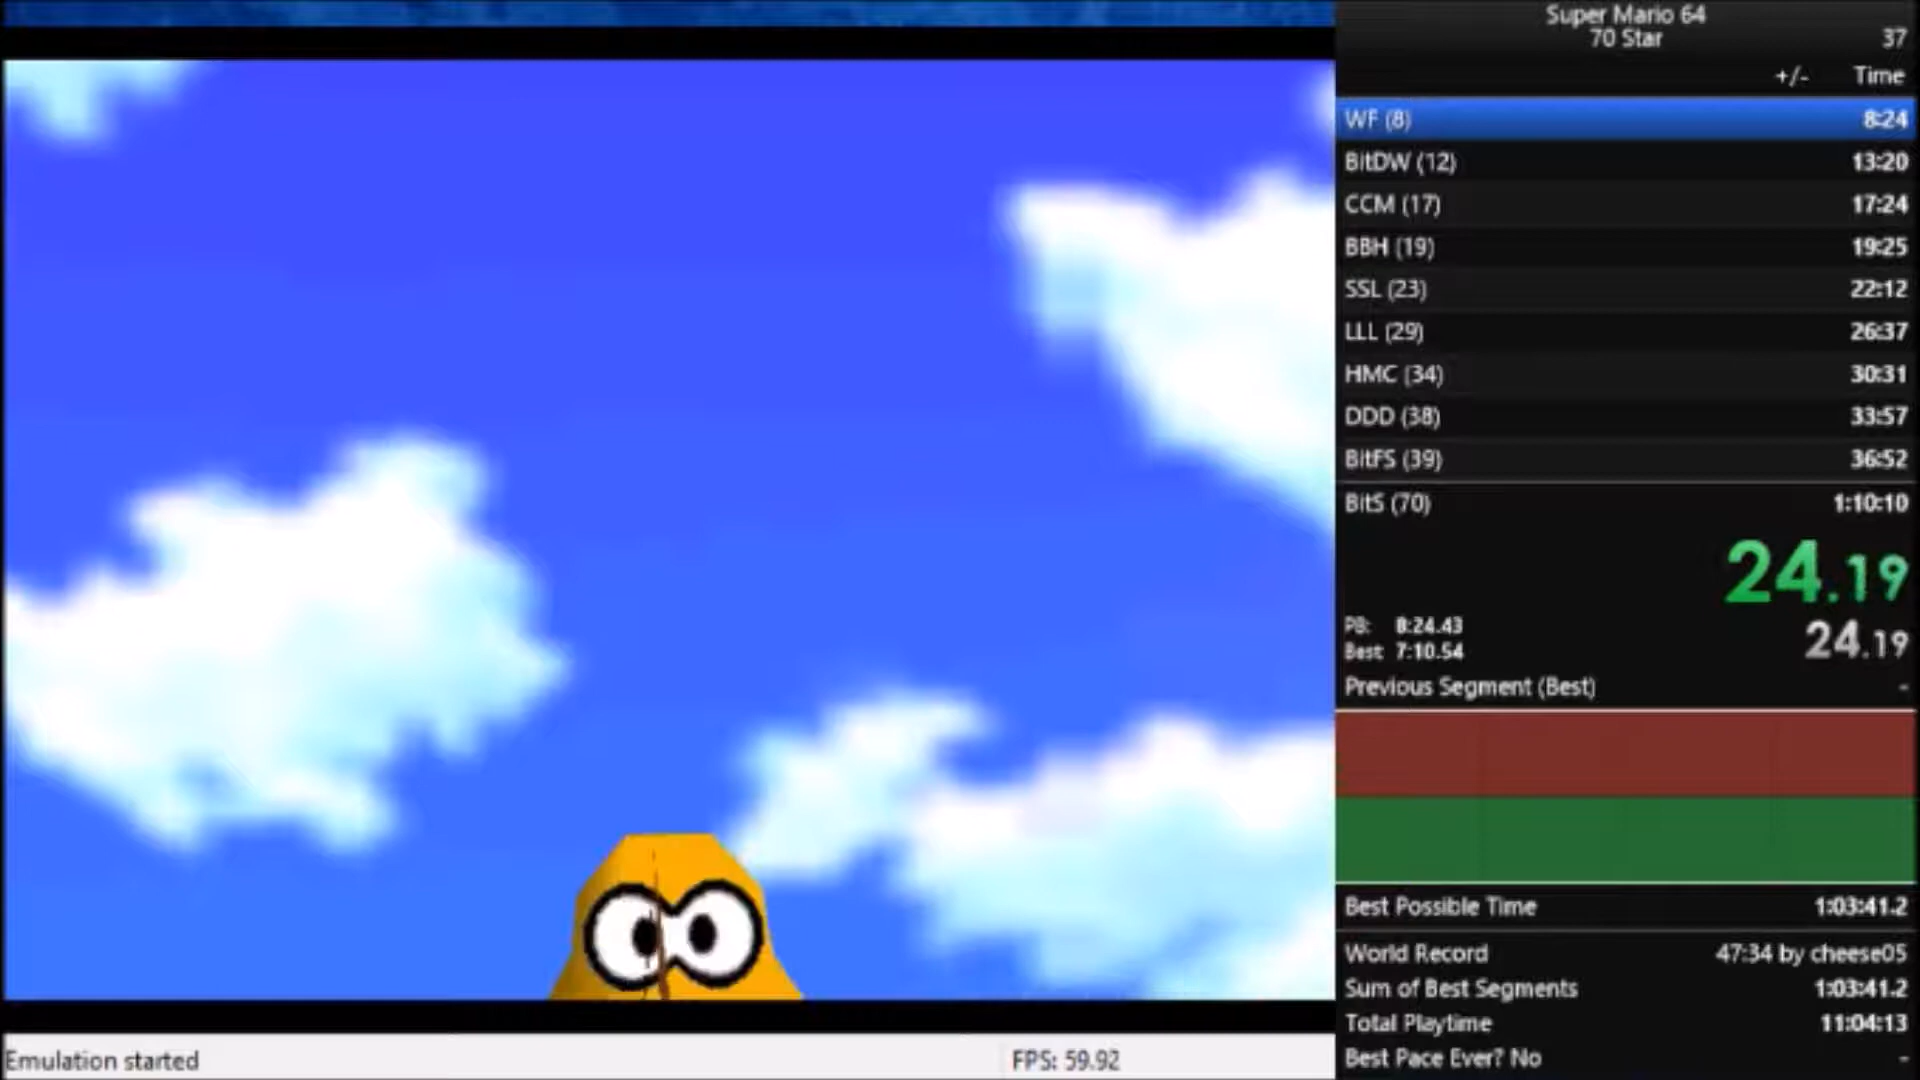 Super Mario 64
70 Star
37
+/- Time
WF (8) 8:24
BitDW (12) 13:20
CCM (17) 17:24
BBH (19) 19:25
SSL (23) 22:12
LLL (29) 26:37
HMC (34) 30:31
DDD (38) 33:57
BitFS (39) 36:52
BitS (70) 1:10:10
24.19
PB: 8:24.43
Best: 7:10.54
24.19
Previous Segment (Best) -
Best Possible Time 1:03:41.2
World Record 47:34 by cheese05
Sum of Best Segments 1:03:41.2
Total Playtime 11:04:13
Best Pace Ever? No -
Emulation started
FPS: 59.92